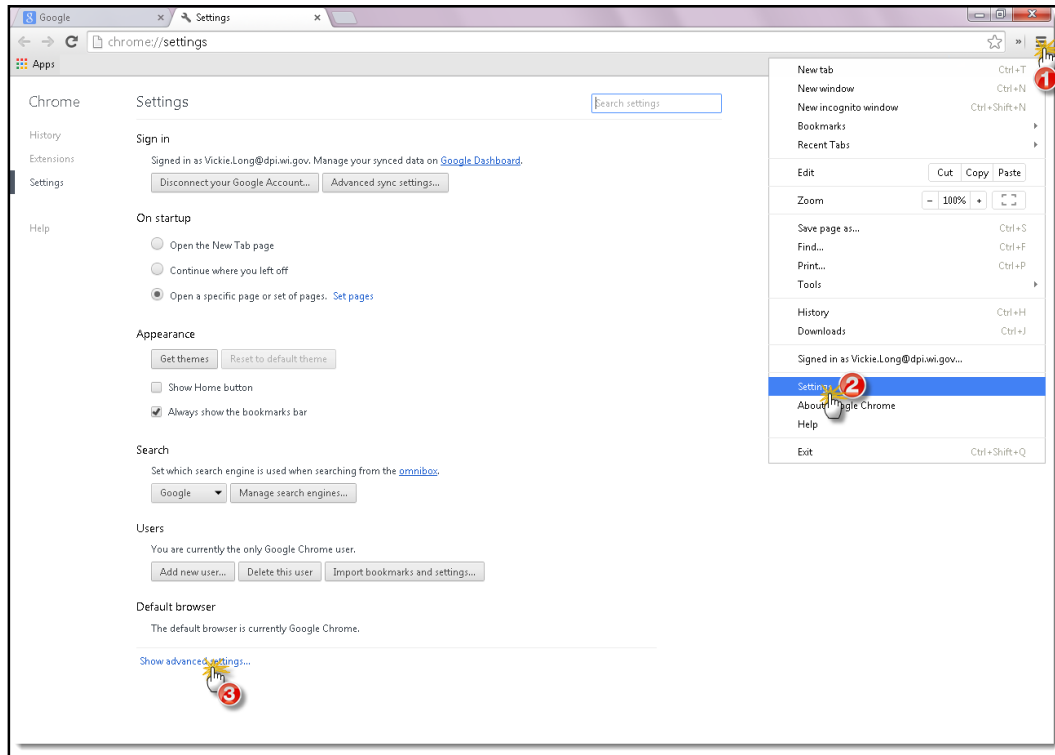 Google
Settings
chrome://settings
Apps
Chrome
History
Extensions
Settings
Help
Settings
Search settings
Sign in
Signed in as Vickie.Long@dpi.wi.gov. Manage your synced data on Google Dashboard.
Disconnect your Google Account... Advanced sync settings...
On startup
Open the New Tab page
Continue where you left off
Open a specific page or set of pages. Set pages
Appearance
Get themes Reset to default theme
Show Home button
Always show the bookmarks bar
Search
Set which search engine is used when searching from the omnibox.
Google Manage search engines...
Users
You are currently the only Google Chrome user.
Add new user... Delete this user Import bookmarks and settings...
Default browser
The default browser is currently Google Chrome.
Show advanced settings...
3
1
New tab Ctrl+T
New window Ctrl+N
New incognito window Ctrl+Shift+N
Bookmarks
Recent Tabs
Edit Cut Copy Paste
Zoom - 100% +
Save page as... Ctrl+S
Find... Ctrl+F
Print... Ctrl+P
Tools
History Ctrl+H
Downloads Ctrl+J
Signed in as Vickie.Long@dpi.wi.gov...
Settings 2
About Google Chrome
Help
Exit Ctrl+Shift+Q